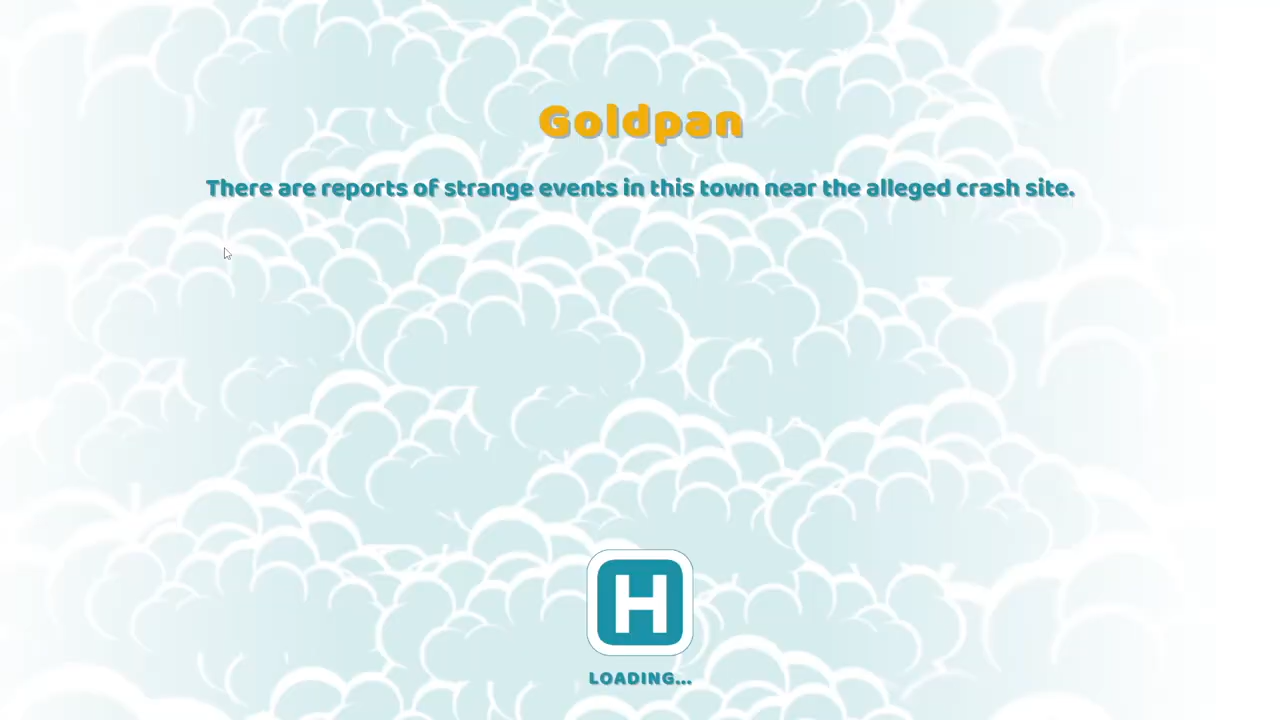 Goldpan
There are reports of strange events in this town near the alleged crash site.
H
LOADING...